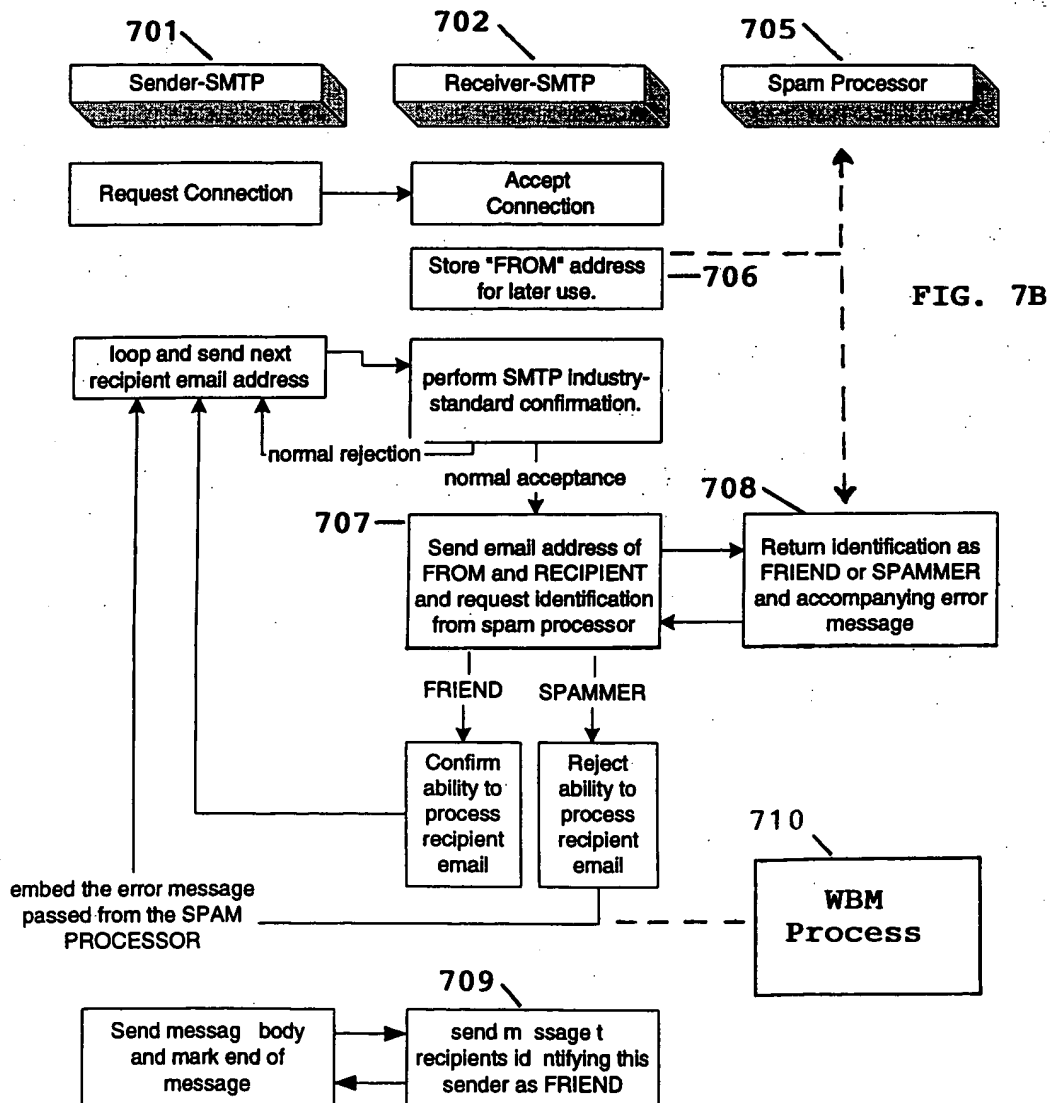 701
702
705
Sender-SMTP
Receiver-SMTP
Spam Processor
Request Connection
Accept
Connection
Store "FROM" address
for later use.
706
FIG. 7B
loop and send next
recipient email address
perform SMTP industry-
standard confirmation.
normal rejection
normal acceptance
707
708
Send email address of
FROM and RECIPIENT
and request identification
from spam processor
Return identification as
FRIEND or SPAMMER
and accompanying error
message
FRIEND
SPAMMER
Confirm
ability to
process
recipient
email
Reject
ability to
process
recipient
email
710
WBM
Process
embed the error message
passed from the SPAM
PROCESSOR
709
Send messag body
and mark end of
message
send m ssage t
recipients id ntifying this
sender as FRIEND